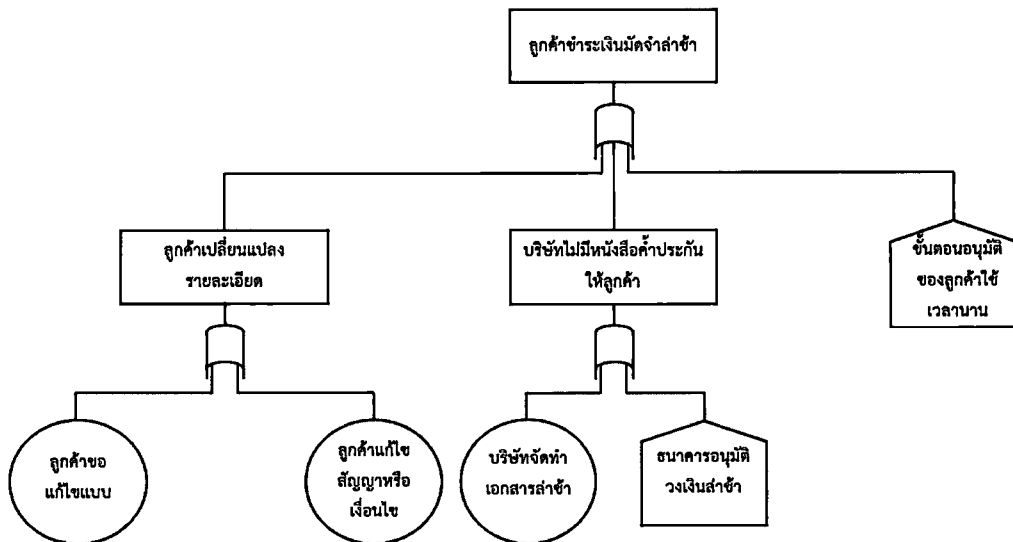 ลูกค้าชำระเงินมัดจำล่าช้า
ลูกค้าเปลี่ยนแปลง
รายละเอียด
บริษัทไม่มีหนังสือค้ำประกัน
ให้ลูกค้า
ขั้นตอนอนุมัติ
ของลูกค้าใช้
เวลานาน
ลูกค้าขอ
แก้ไขแบบ
ลูกค้าแก้ไข
สัญญาหรือ
เงื่อนไข
บริษัทจัดทำ
เอกสารล่าช้า
ธนาคารอนุมัติ
วงเงินล่าช้า